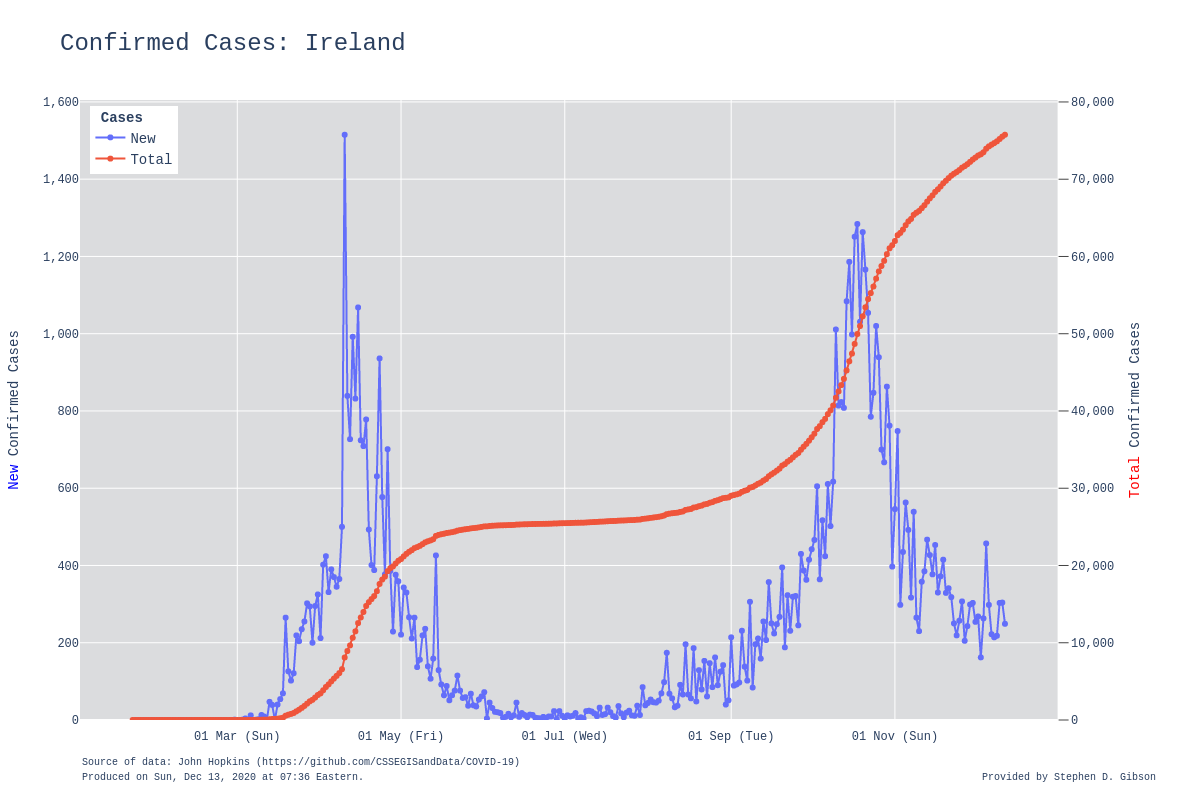 Confirmed Cases: Ireland
Cases
New
Total
1,600
1,400
1,200
1,000
800
600
400
200
0
80,000
70,000
60,000
50,000
40,000
30,000
20,000
10,000
0
New Confirmed Cases
Total Confirmed Cases
01 Mar (Sun)
01 May (Fri)
01 Jul (Wed)
01 Sep (Tue)
01 Nov (Sun)
Source of data: John Hopkins (https://github.com/CSSEGISandData/COVID-19)
Produced on Sun, Dec 13, 2020 at 07:36 Eastern.
Provided by Stephen D. Gibson